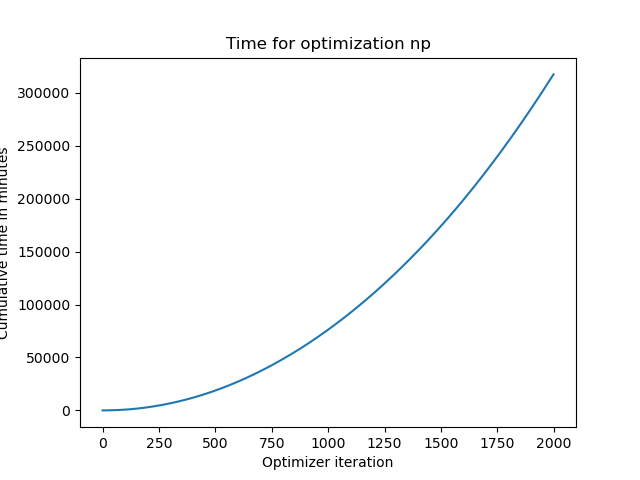 Time for optimization np
Cumulative time in minutes
300000
250000
200000
150000
100000
50000
0
0 250 500 750 1000 1250 1500 1750 2000
Optimizer iteration